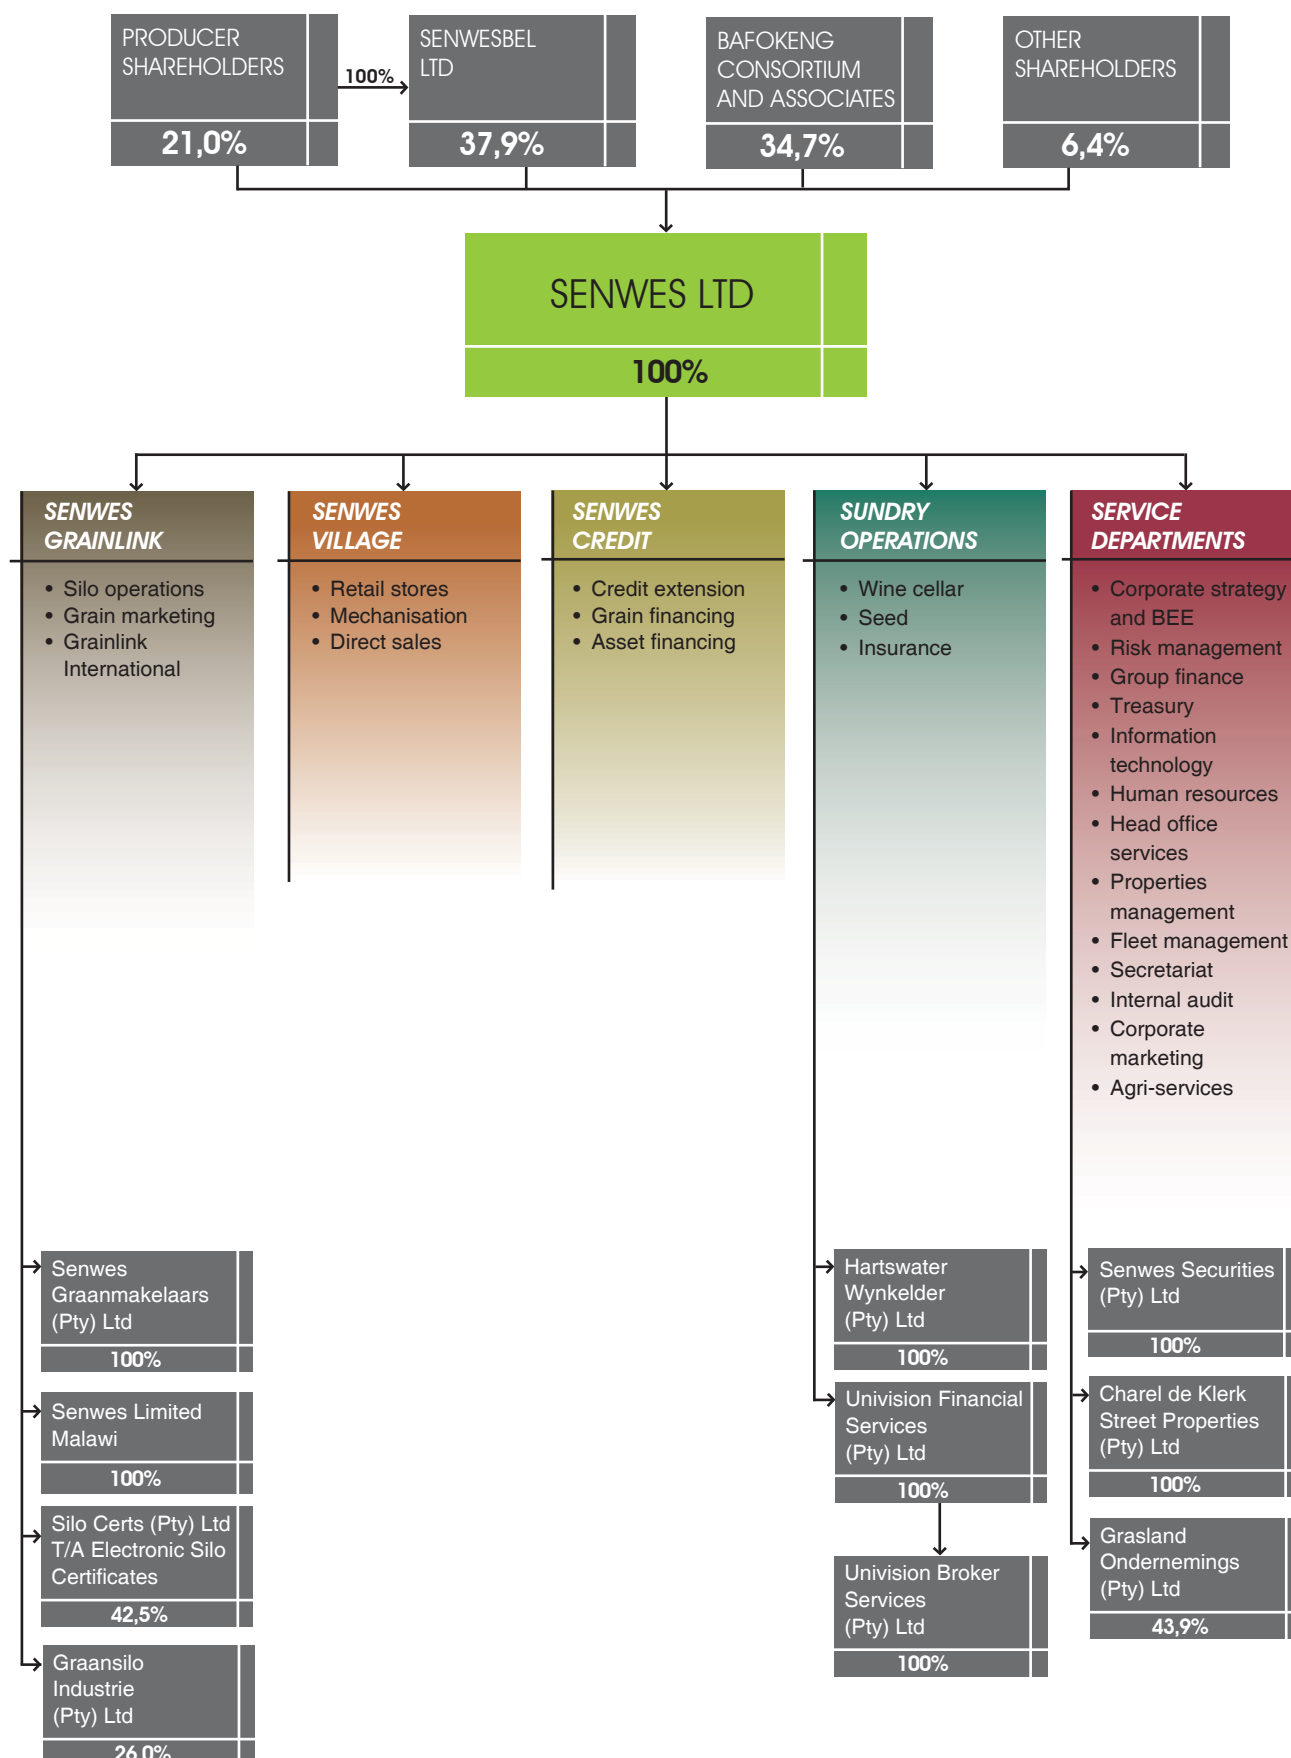 PRODUCER
SHAREHOLDERS
21,0%
100%
SENWESBEL
LTD
37,9%
BAFOKENG
CONSORTIUM
AND ASSOCIATES
34,7%
OTHER
SHAREHOLDERS
6,4%
SENWES LTD
100%
SENWES
GRAINLINK
• Silo operations
• Grain marketing
• Grainlink
International
SENWES
VILLAGE
• Retail stores
• Mechanisation
• Direct sales
SENWES
CREDIT
• Credit extension
• Grain financing
• Asset financing
SUNDRY
OPERATIONS
• Wine cellar
• Seed
• Insurance
SERVICE
DEPARTMENTS
• Corporate strategy
and BEE
• Risk management
• Group finance
• Treasury
• Information
technology
• Human resources
• Head office
services
• Properties
management
• Fleet management
• Secretariat
• Internal audit
• Corporate
marketing
• Agri-services
Senwes
Graanmakelaars
(Pty) Ltd
100%
Senwes Limited
Malawi
100%
Silo Certs (Pty) Ltd
T/A Electronic Silo
Certificates
42,5%
Graansilo
Industrie
(Pty) Ltd
26,0%
Hartswater
Wynkelder
(Pty) Ltd
100%
Univision Financial
Services
(Pty) Ltd
100%
Univision Broker
Services
(Pty) Ltd
100%
Senwes Securities
(Pty) Ltd
100%
Charel de Klerk
Street Properties
(Pty) Ltd
100%
Grasland
Ondernemings
(Pty) Ltd
43,9%